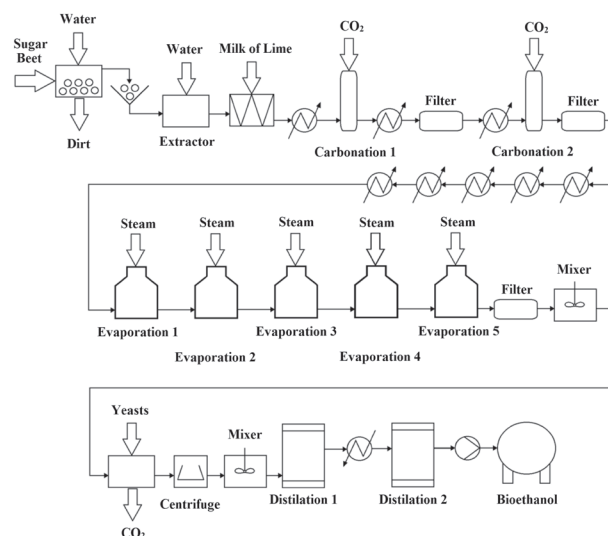 Water
Sugar
Beet
Dirt
Water
Extractor
Milk of Lime
CO₂
Carbonation 1
Filter
CO₂
Carbonation 2
Filter
Steam
Steam
Steam
Steam
Steam
Evaporation 1
Evaporation 2
Evaporation 3
Evaporation 4
Evaporation 5
Filter
Mixer
Yeasts
CO₂
Centrifuge
Mixer
Distilation 1
Distilation 2
Bioethanol